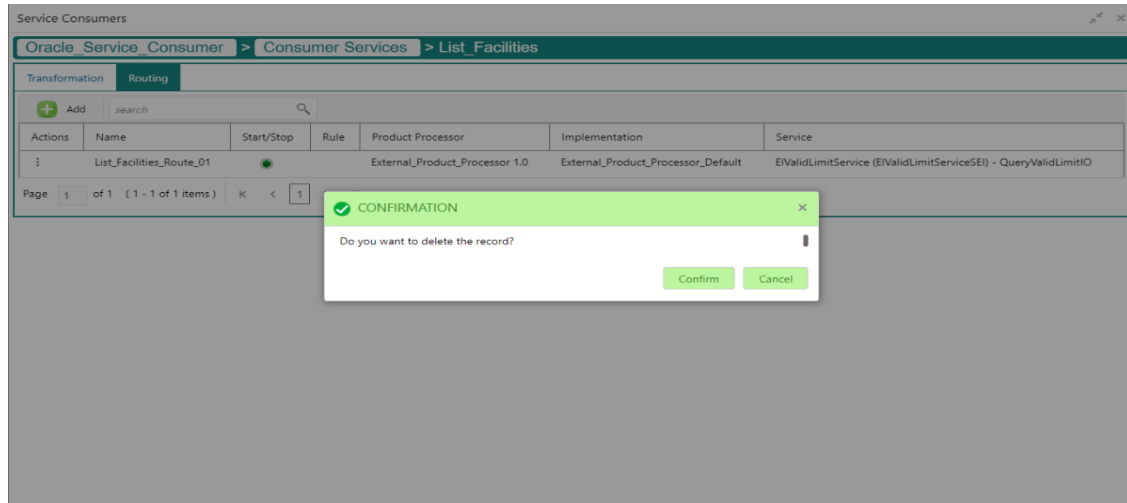 Service Consumers
Oracle_Service_Consumer > Consumer Services > List_Facilities
Transformation Routing
Add search
Actions Name Start/Stop Rule Product Processor Implementation Service
List_Facilities_Route_01 External_Product_Processor 1.0 External_Product_Processor_Default EIValidLimitService (EIValidLimitServiceSEI) - QueryValidLimitIO
Page 1 of 1 (1 - 1 of 1 items) K < 1
CONFIRMATION
Do you want to delete the record?
Confirm Cancel